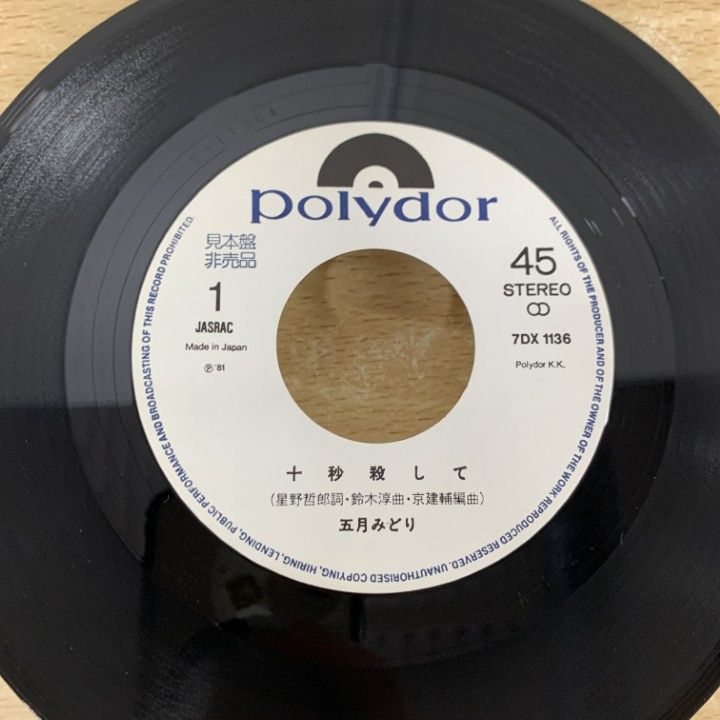 polydor
見本盤
非売品
1
JASRAC
Made in Japan
Ⓟ '81
45
STEREO
7DX 1136
Polydor K.K.
十秒殺して
(星野哲郎詞・鈴木淳曲・京建輔編曲)
五月みどり
ALL RIGHTS OF THE PRODUCER AND OF THE OWNER OF THE WORK REPRODUCED RESERVED. UNAUTHORISED COPYING, HIRING, LENDING, PUBLIC PERFORMANCE AND BROADCASTING OF THIS RECORD PROHIBITED.